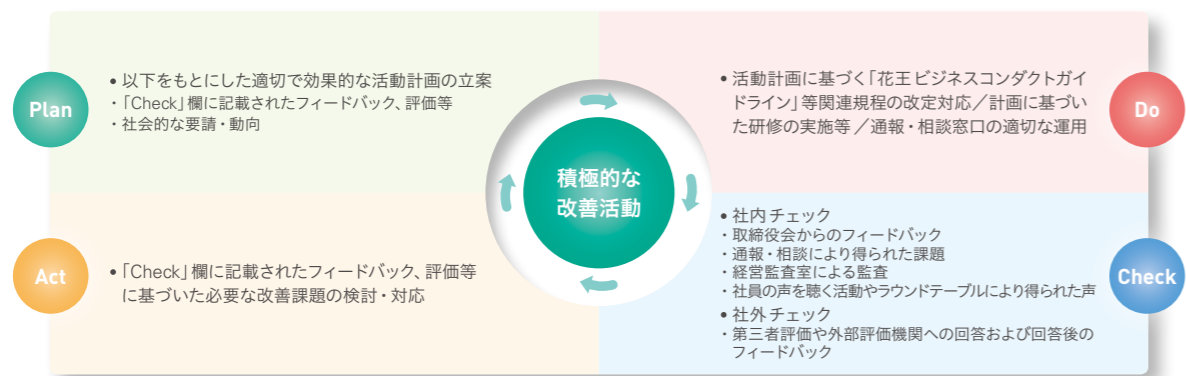 Plan
• 以下をもとにした適切で効果的な活動計画の立案
・「Check」欄に記載されたフィードバック、評価等
・社会的な要請・動向
Do
• 活動計画に基づく「花王 ビジネスコンダクトガイ
ドライン」等関連規程の改定対応／計画に基づい
た研修の実施等／通報・相談窓口の適切な運用
積極的な
改善活動
Act
•「Check」欄に記載されたフィードバック、評価等
に基づいた必要な改善課題の検討・対応
Check
• 社内チェック
・取締役会からのフィードバック
・通報・相談により得られた課題
・経営監査室による監査
・社員の声を聴く活動やラウンドテーブルにより得られた声
• 社外チェック
・第三者評価や外部評価機関への回答および回答後の
フィードバック